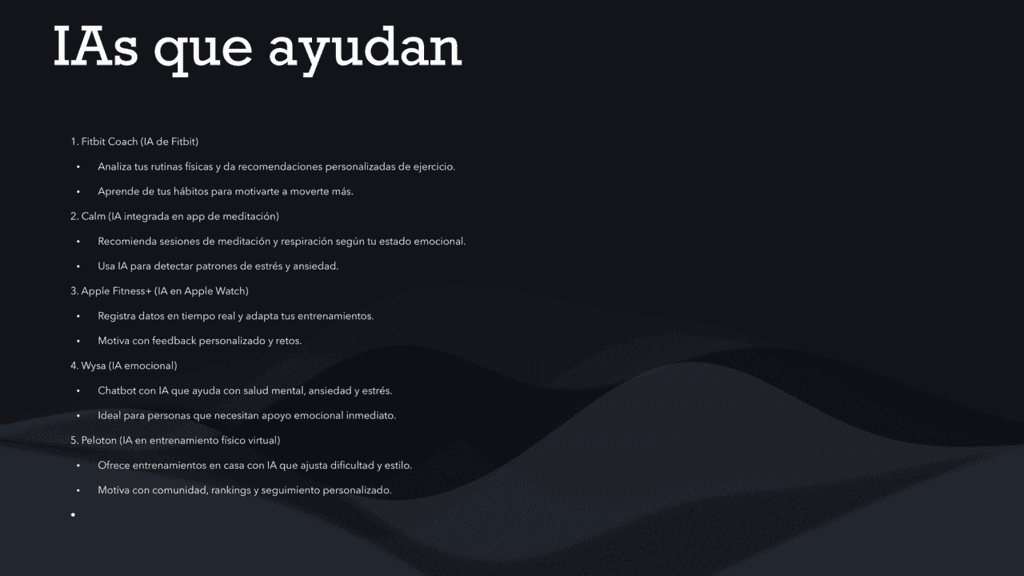 IAs que ayudan
1. Fitbit Coach (IA de Fitbit)
• Analiza tus rutinas físicas y da recomendaciones personalizadas de ejercicio.
• Aprende de tus hábitos para motivarte a moverte más.
2. Calm (IA integrada en app de meditación)
• Recomienda sesiones de meditación y respiración según tu estado emocional.
• Usa IA para detectar patrones de estrés y ansiedad.
3. Apple Fitness+ (IA en Apple Watch)
• Registra datos en tiempo real y adapta tus entrenamientos.
• Motiva con feedback personalizado y retos.
4. Wysa (IA emocional)
• Chatbot con IA que ayuda con salud mental, ansiedad y estrés.
• Ideal para personas que necesitan apoyo emocional inmediato.
5. Peloton (IA en entrenamiento físico virtual)
• Ofrece entrenamientos en casa con IA que ajusta dificultad y estilo.
• Motiva con comunidad, rankings y seguimiento personalizado.
•